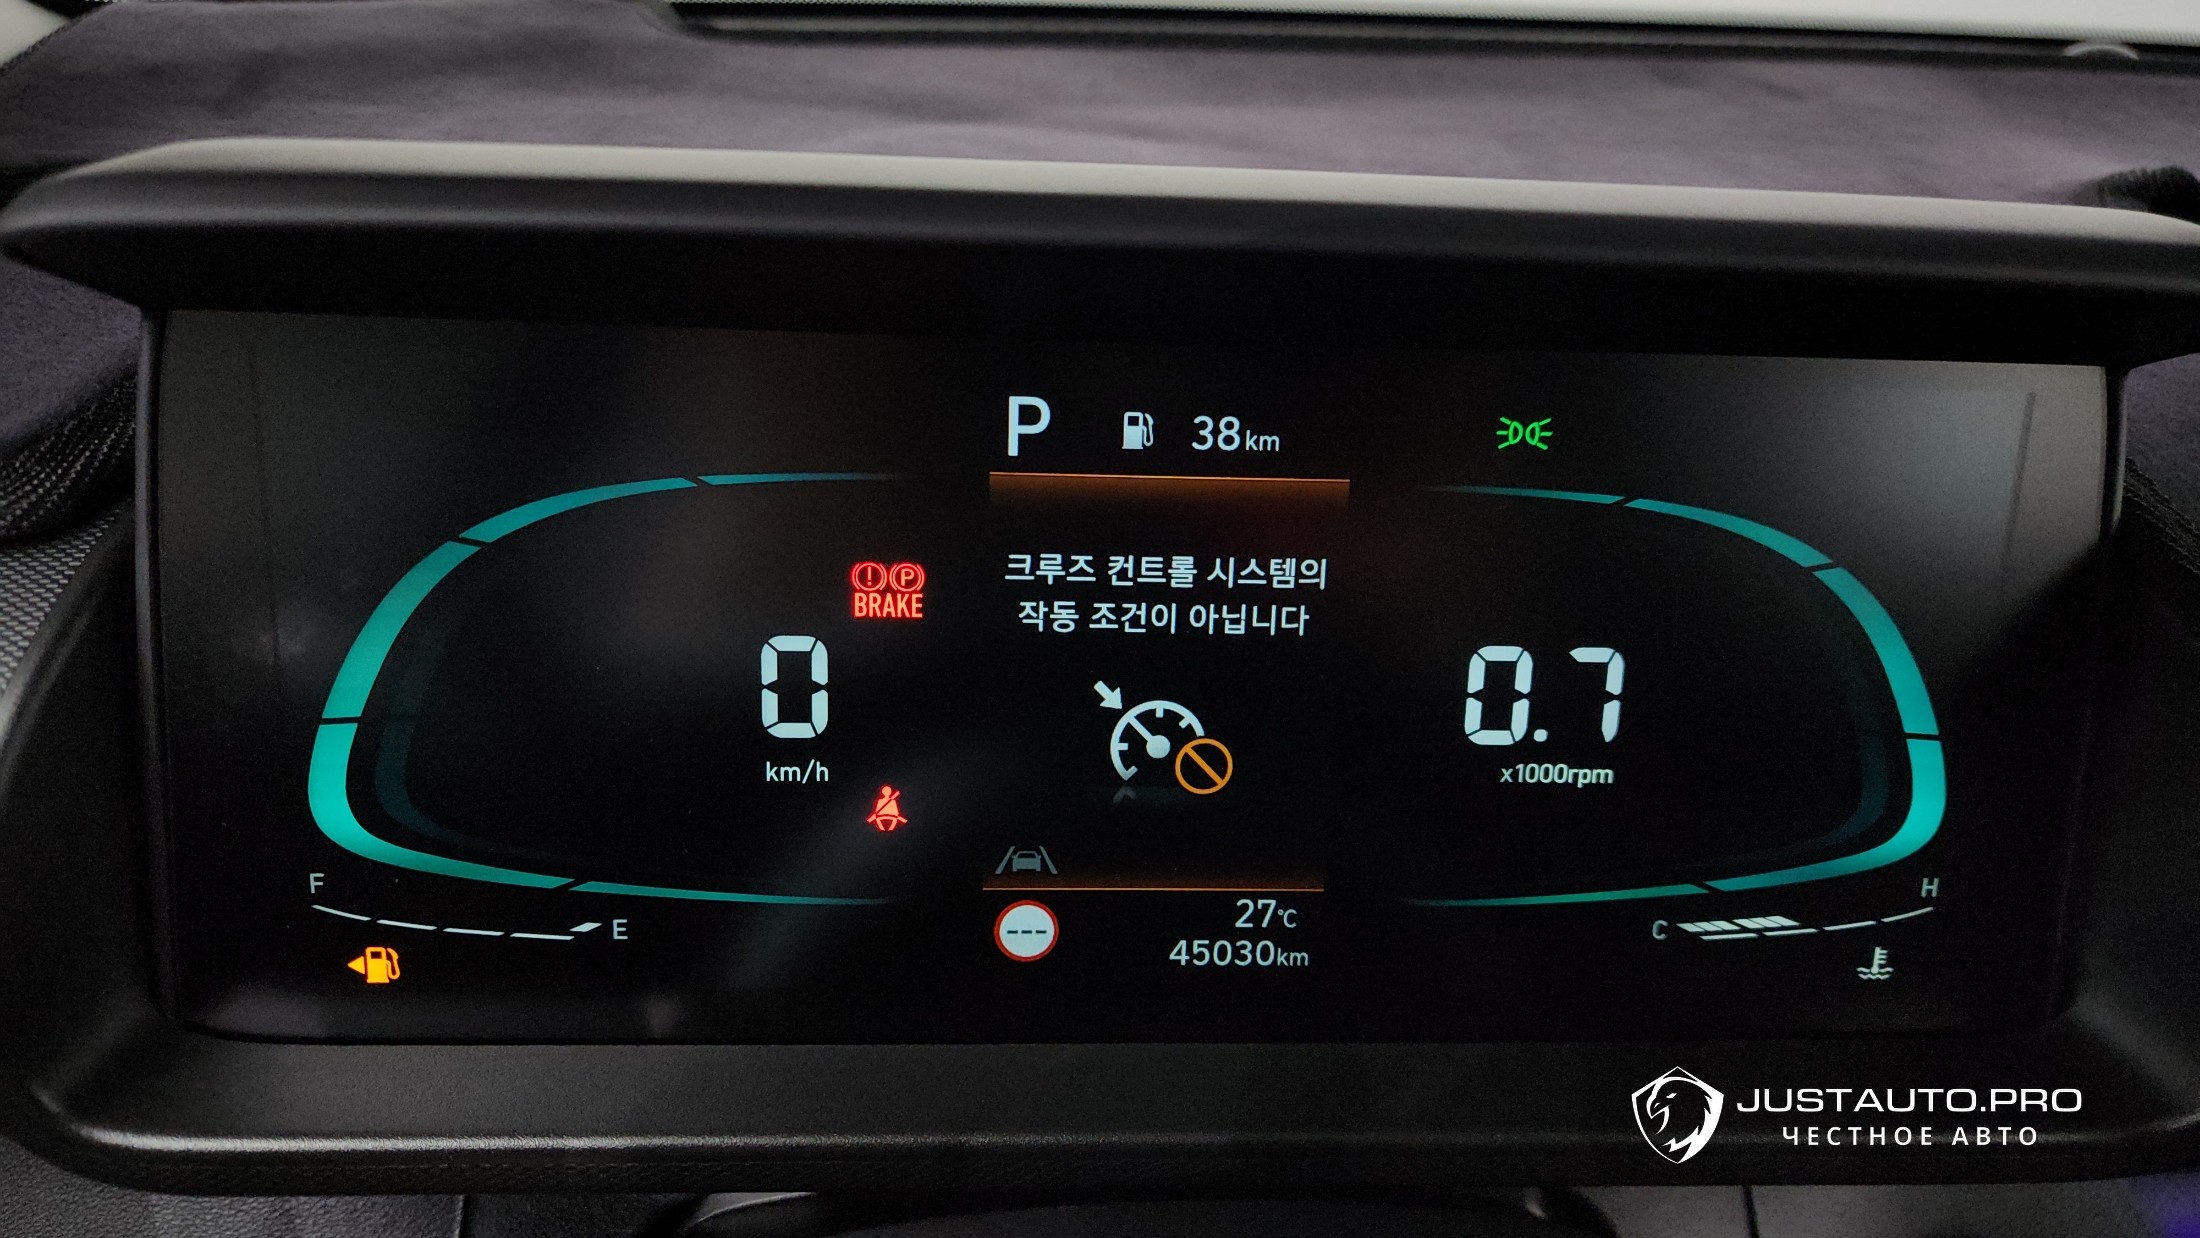 P 38km
크루즈 컨트롤 시스템의
작동 조건이 아닙니다
BRAKE
0
km/h
0.7
x1000rpm
F
E
---
27°C
45030km
C
H
JUSTAUTO.PRO
ЧЕСТНОЕ АВТО